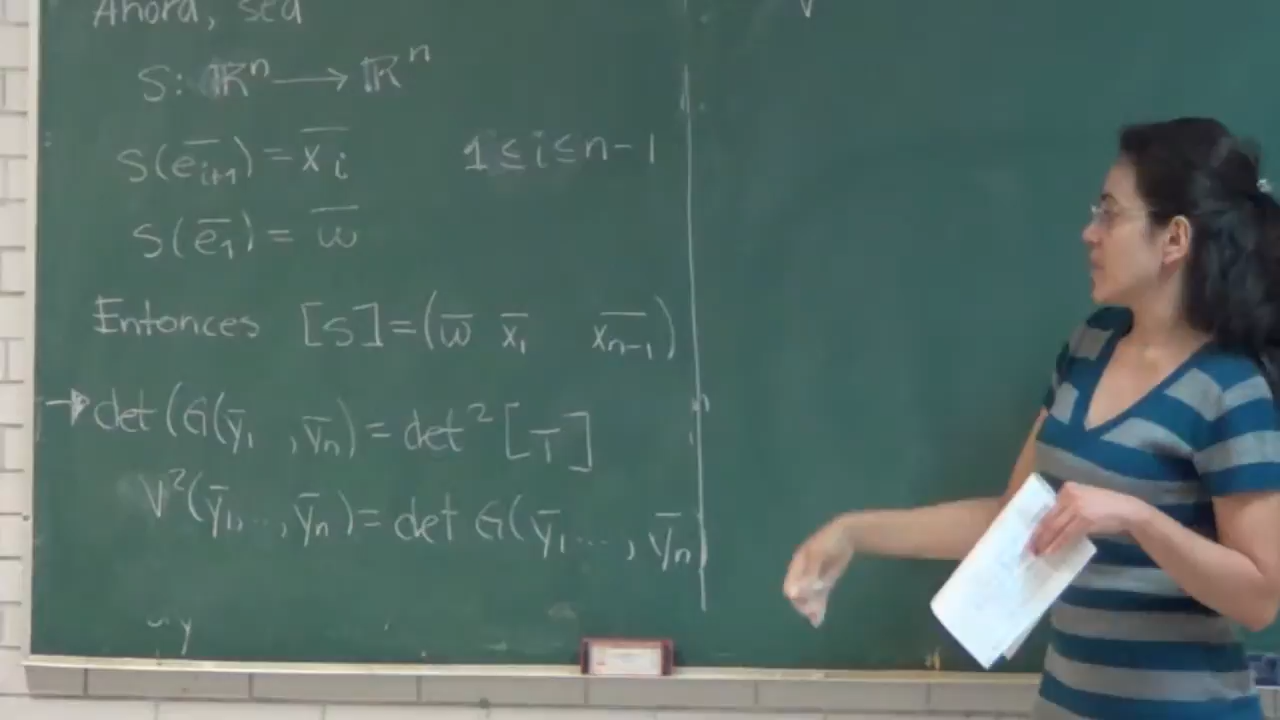 Ahora, sea
S: ℝⁿ ⟶ ℝⁿ
S(e̅ᵢ₊₁) = x̅ᵢ 1 ≤ i ≤ n-1
S(e̅₁) = w̅
Entonces [S] = (w̅ x̅₁ x̅ₙ₋₁)
→ det(G(y̅₁ , y̅ₙ) = det² [T]
V²(y̅₁, .., y̅ₙ) = det G(y̅₁ ..., y̅ₙ